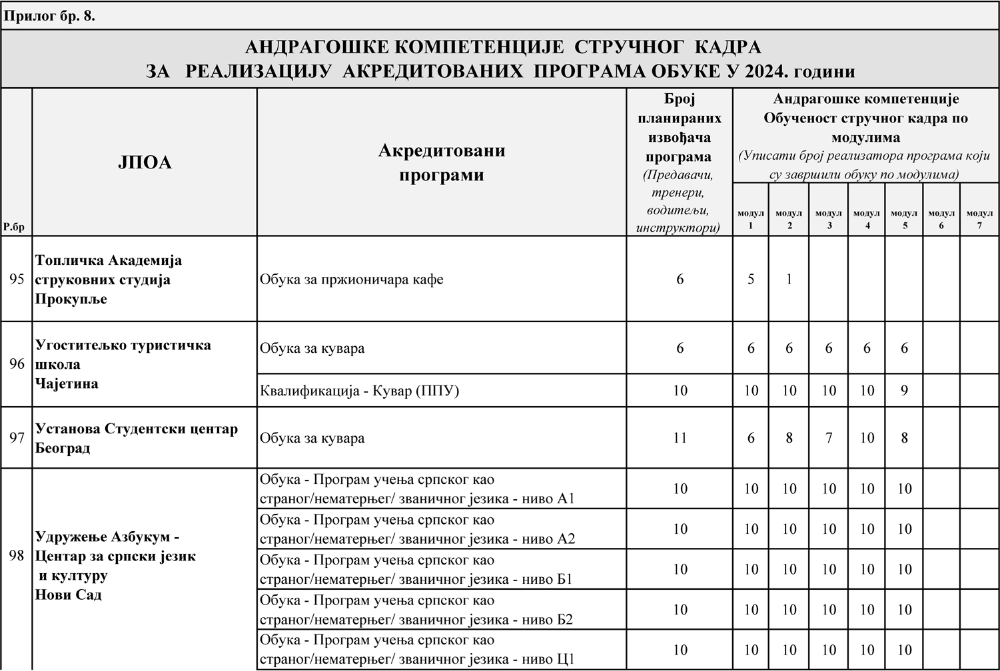 Прилог бр. 8.
АНДРАГОШКЕ КОМПЕТЕНЦИЈЕ СТРУЧНОГ КАДРА
ЗА РЕАЛИЗАЦИЈУ АКРЕДИТОВАНИХ ПРОГРАМА ОБУКЕ У 2024. години
Р.бр
ЈПОА
Акредитовани
програми
Број
планираних
извођача
програма
(Предавачи,
тренери,
водитељи,
инструктори)
Андрагошке компетенције
Обученост стручног кадра по
модулима
(Уписати број реализатора програма који
су завршили обуку по модулима)
модул
1
модул
2
модул
3
модул
4
модул
5
модул
6
модул
7
95
Топличка Академија
струковних студија
Прокупље
Обука за пржионичара кафе
6 5 1
96
Угоститељко туристичка
школа
Чајетина
Обука за кувара
6 6 6 6 6 6
Квалификација - Кувар (ППУ)
10 10 10 10 10 9
97
Установа Студентски центар
Београд
Обука за кувара
11 6 8 7 10 8
98
Удружење Азбукум -
Центар за српски језик
и културу
Нови Сад
Обука - Програм учења српског као
страног/нематерњег/ званичног језика - ниво А1
10 10 10 10 10 10
Обука - Програм учења српског као
страног/нематерњег/ званичног језика - ниво А2
10 10 10 10 10 10
Обука - Програм учења српског као
страног/нематерњег/ званичног језика - ниво Б1
10 10 10 10 10 10
Обука - Програм учења српског као
страног/нематерњег/ званичног језика - ниво Б2
10 10 10 10 10 10
Обука - Програм учења српског као
страног/нематерњег/ званичног језика - ниво Ц1
10 10 10 10 10 10